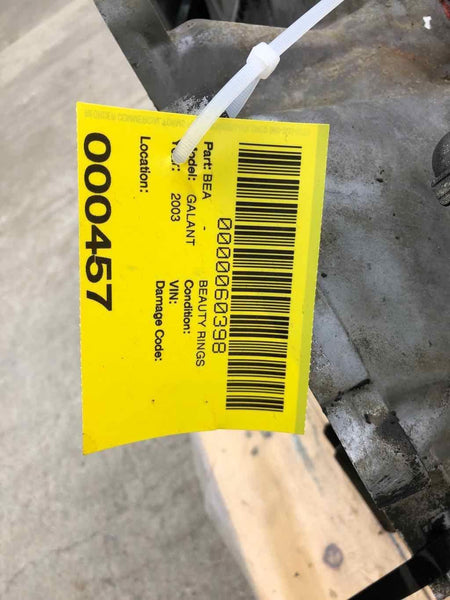 0000060398
Part: BEA - BEAUTY RINGS
Model: GALANT Condition:
Year: 2003 VIN:
Location: Damage Code:
000457